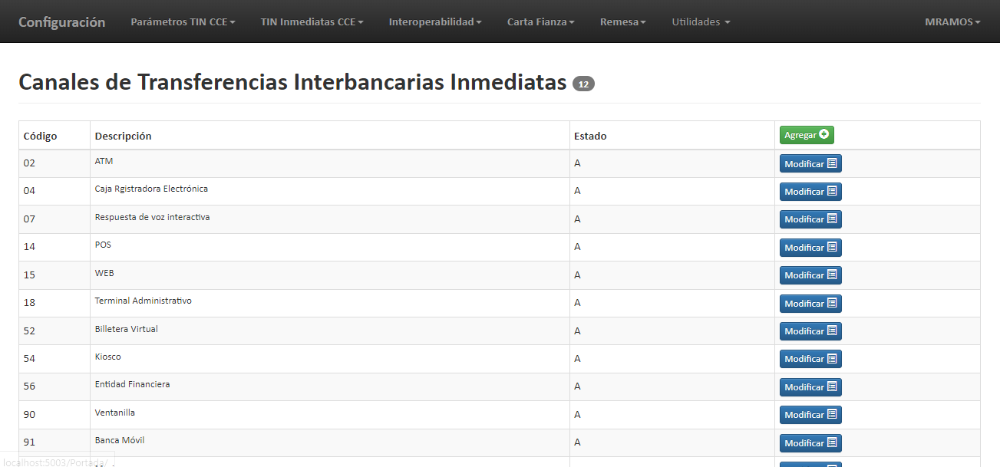 Configuración Parámetros TIN CCE TIN Inmediatas CCE Interoperabilidad Carta Fianza Remesa Utilidades MRAMOS
Canales de Transferencias Interbancarias Inmediatas 12
Código Descripción Estado Agregar
02 ATM A Modificar
04 Caja Rgistradora Electrónica A Modificar
07 Respuesta de voz interactiva A Modificar
14 POS A Modificar
15 WEB A Modificar
18 Terminal Administrativo A Modificar
52 Billetera Virtual A Modificar
54 Kiosco A Modificar
56 Entidad Financiera A Modificar
90 Ventanilla A Modificar
91 Banca Móvil A Modificar
localhost:5003/Portada/